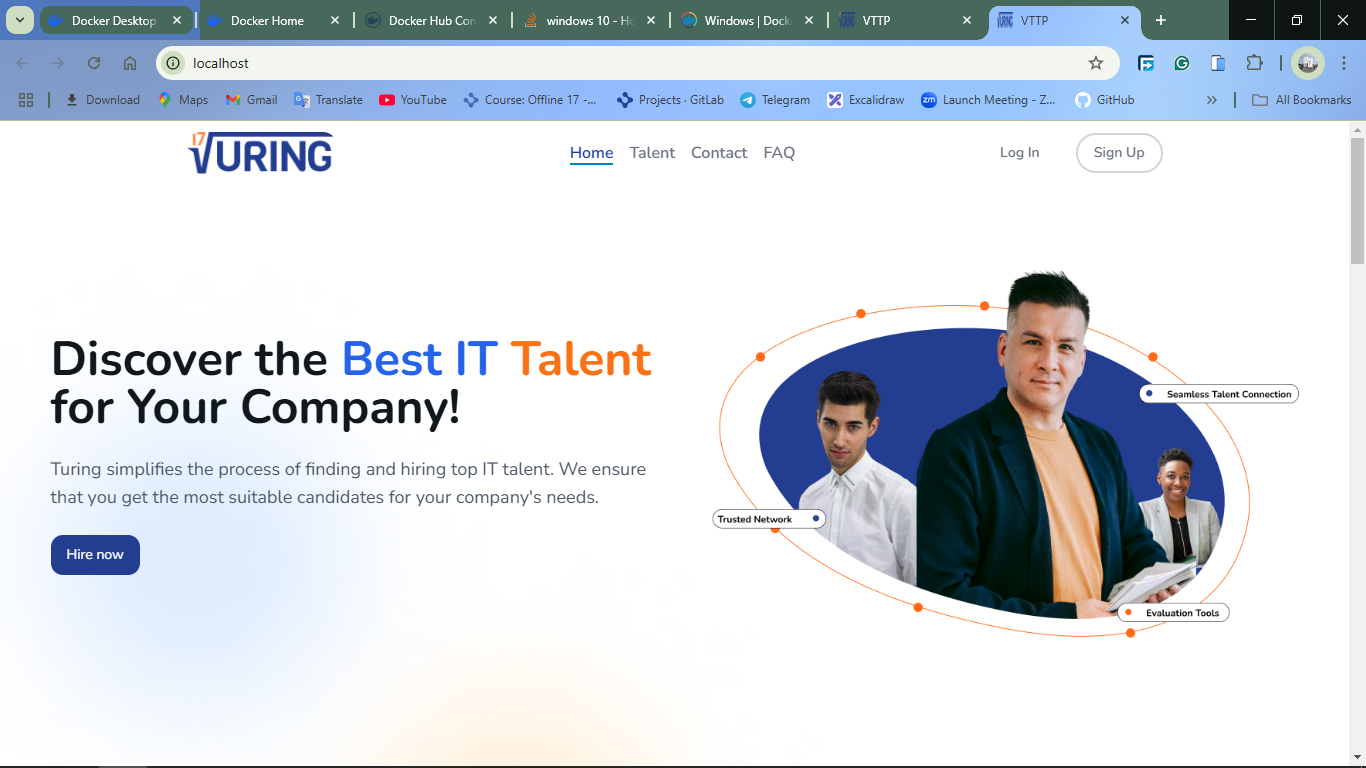 Docker Desktop
Docker Home
Docker Hub Con
windows 10 - Ho
Windows | Dock
VTTP
VTTP
localhost
Download
Maps
Gmail
Translate
YouTube
Course: Offline 17 -...
Projects · GitLab
Telegram
Excalidraw
zm
Launch Meeting - Z...
GitHub
All Bookmarks
17
TURING
Home
Talent
Contact
FAQ
Log In
Sign Up
Discover the Best IT Talent
for Your Company!
Turing simplifies the process of finding and hiring top IT talent. We ensure
that you get the most suitable candidates for your company's needs.
Hire now
Seamless Talent Connection
Trusted Network
Evaluation Tools